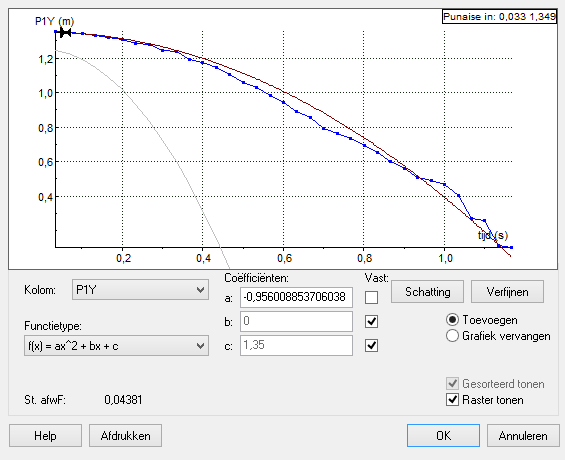 P1Y (m)
Punaise in: 0,033 1,349
1,2
1,0
0,8
0,6
0,4
tijd (s)
0,2 0,4 0,6 0,8 1,0
Kolom: P1Y
Coëfficiënten: Vast:
a: -0,956008853706038
b: 0
c: 1,35
Schatting Verfijnen
Functietype:
f(x) = ax^2 + bx + c
Toevoegen
Grafiek vervangen
St. afwF: 0,04381
Gesorteerd tonen
Raster tonen
Help Afdrukken OK Annuleren